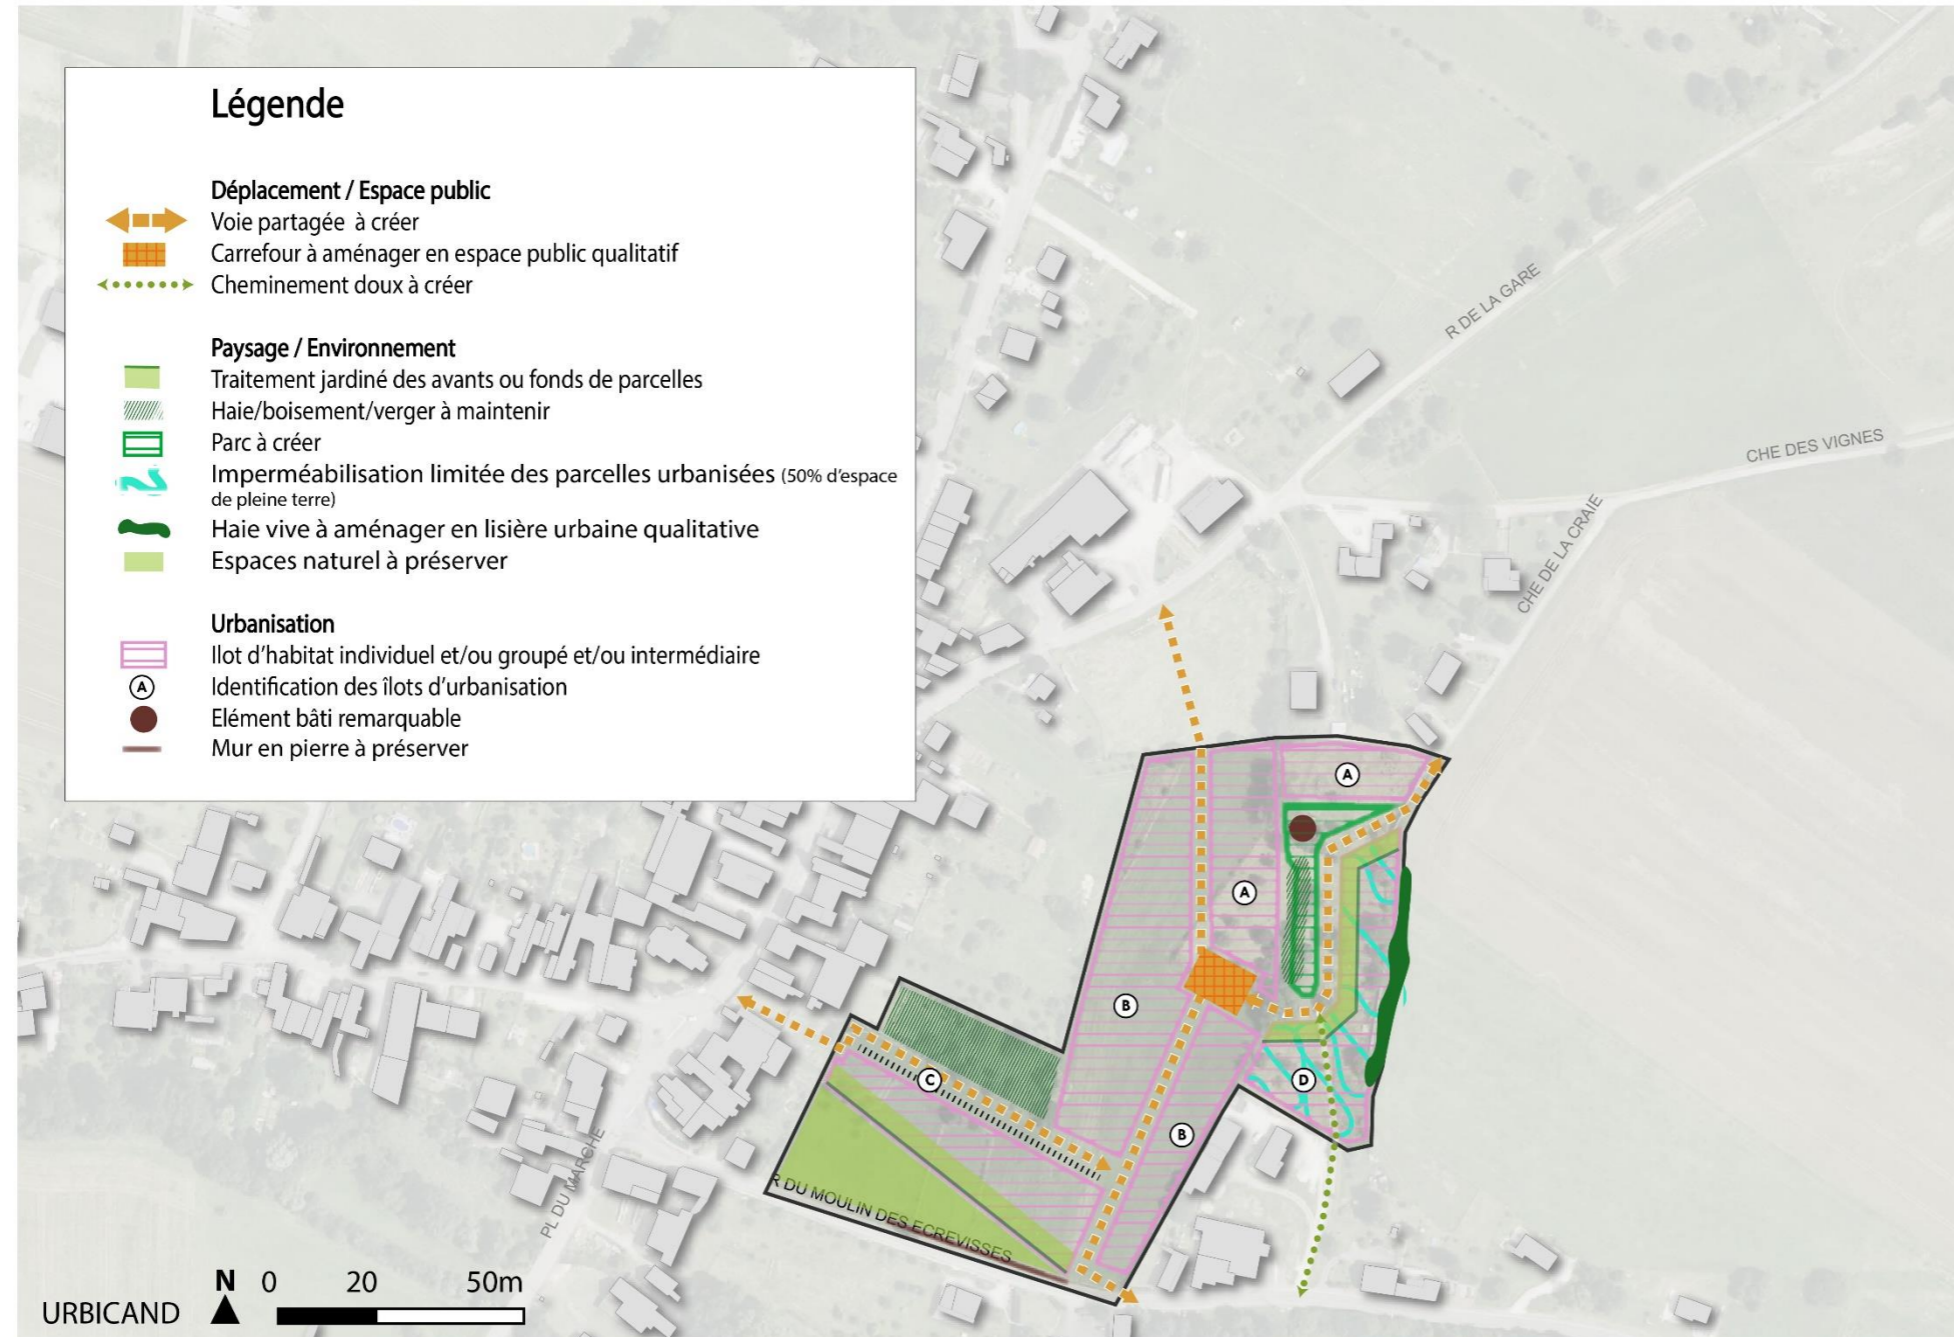 Légende
Déplacement / Espace public
Voie partagée à créer
Carrefour à aménager en espace public qualitatif
Cheminement doux à créer
Paysage / Environnement
Traitement jardiné des avants ou fonds de parcelles
Haie/boisement/verger à maintenir
Parc à créer
Imperméabilisation limitée des parcelles urbanisées (50% d'espace
de pleine terre)
Haie vive à aménager en lisière urbaine qualitative
Espaces naturel à préserver
Urbanisation
Ilot d'habitat individuel et/ou groupé et/ou intermédiaire
A
Identification des îlots d'urbanisation
Elément bâti remarquable
Mur en pierre à préserver
R DE LA GARE
CHE DES VIGNES
CHE DE LA CRAIE
A
A
B
C
D
B
PL DU MARCHE
R DU MOULIN DES ECREVISSES
URBICAND
N
0 20 50m